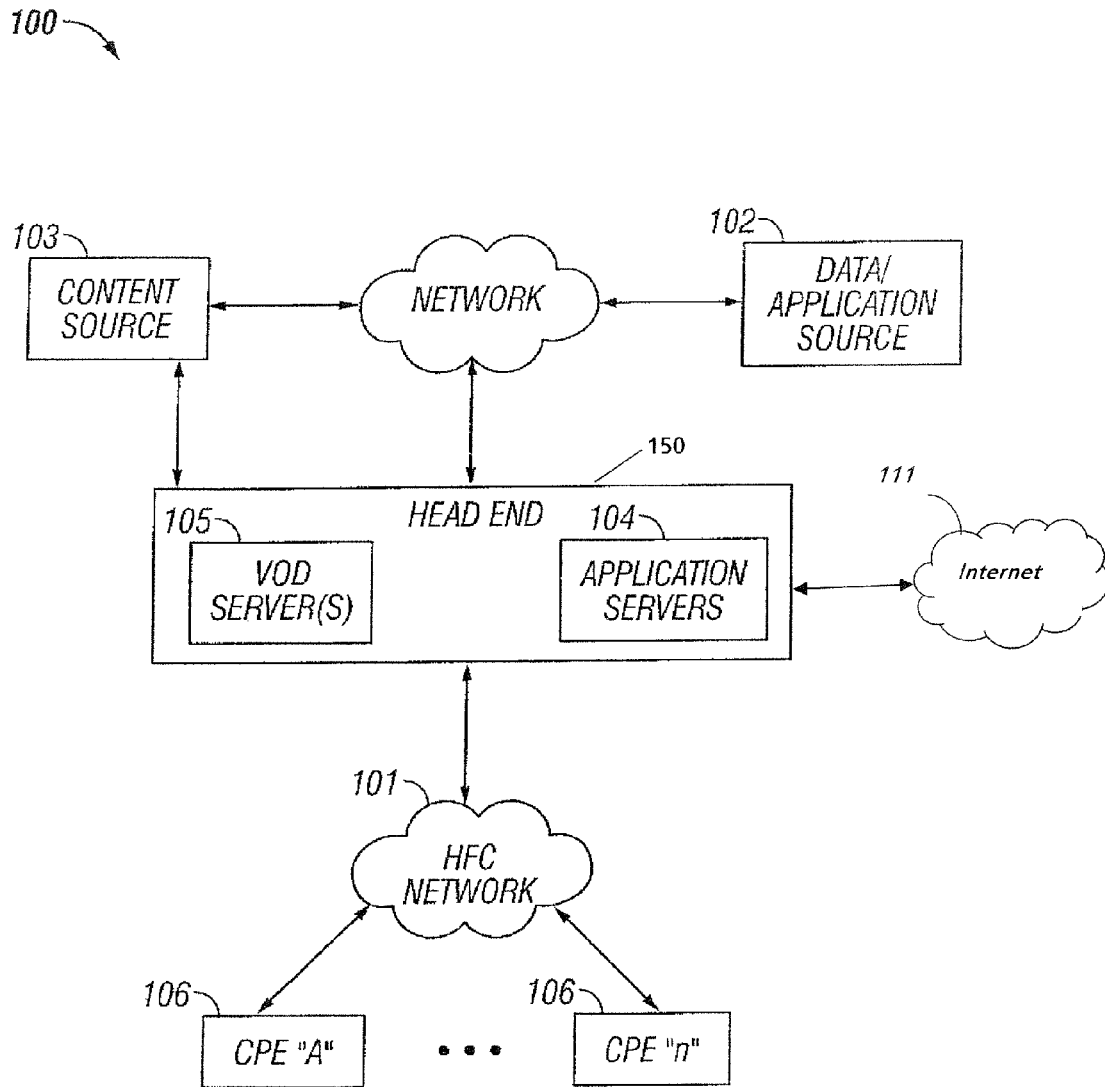 100
103
CONTENT
SOURCE
NETWORK
102
DATA/
APPLICATION
SOURCE
150
HEAD END
105
VOD
SERVER(S)
104
APPLICATION
SERVERS
111
Internet
101
HFC
NETWORK
106
CPE "A"
• • •
106
CPE "n"